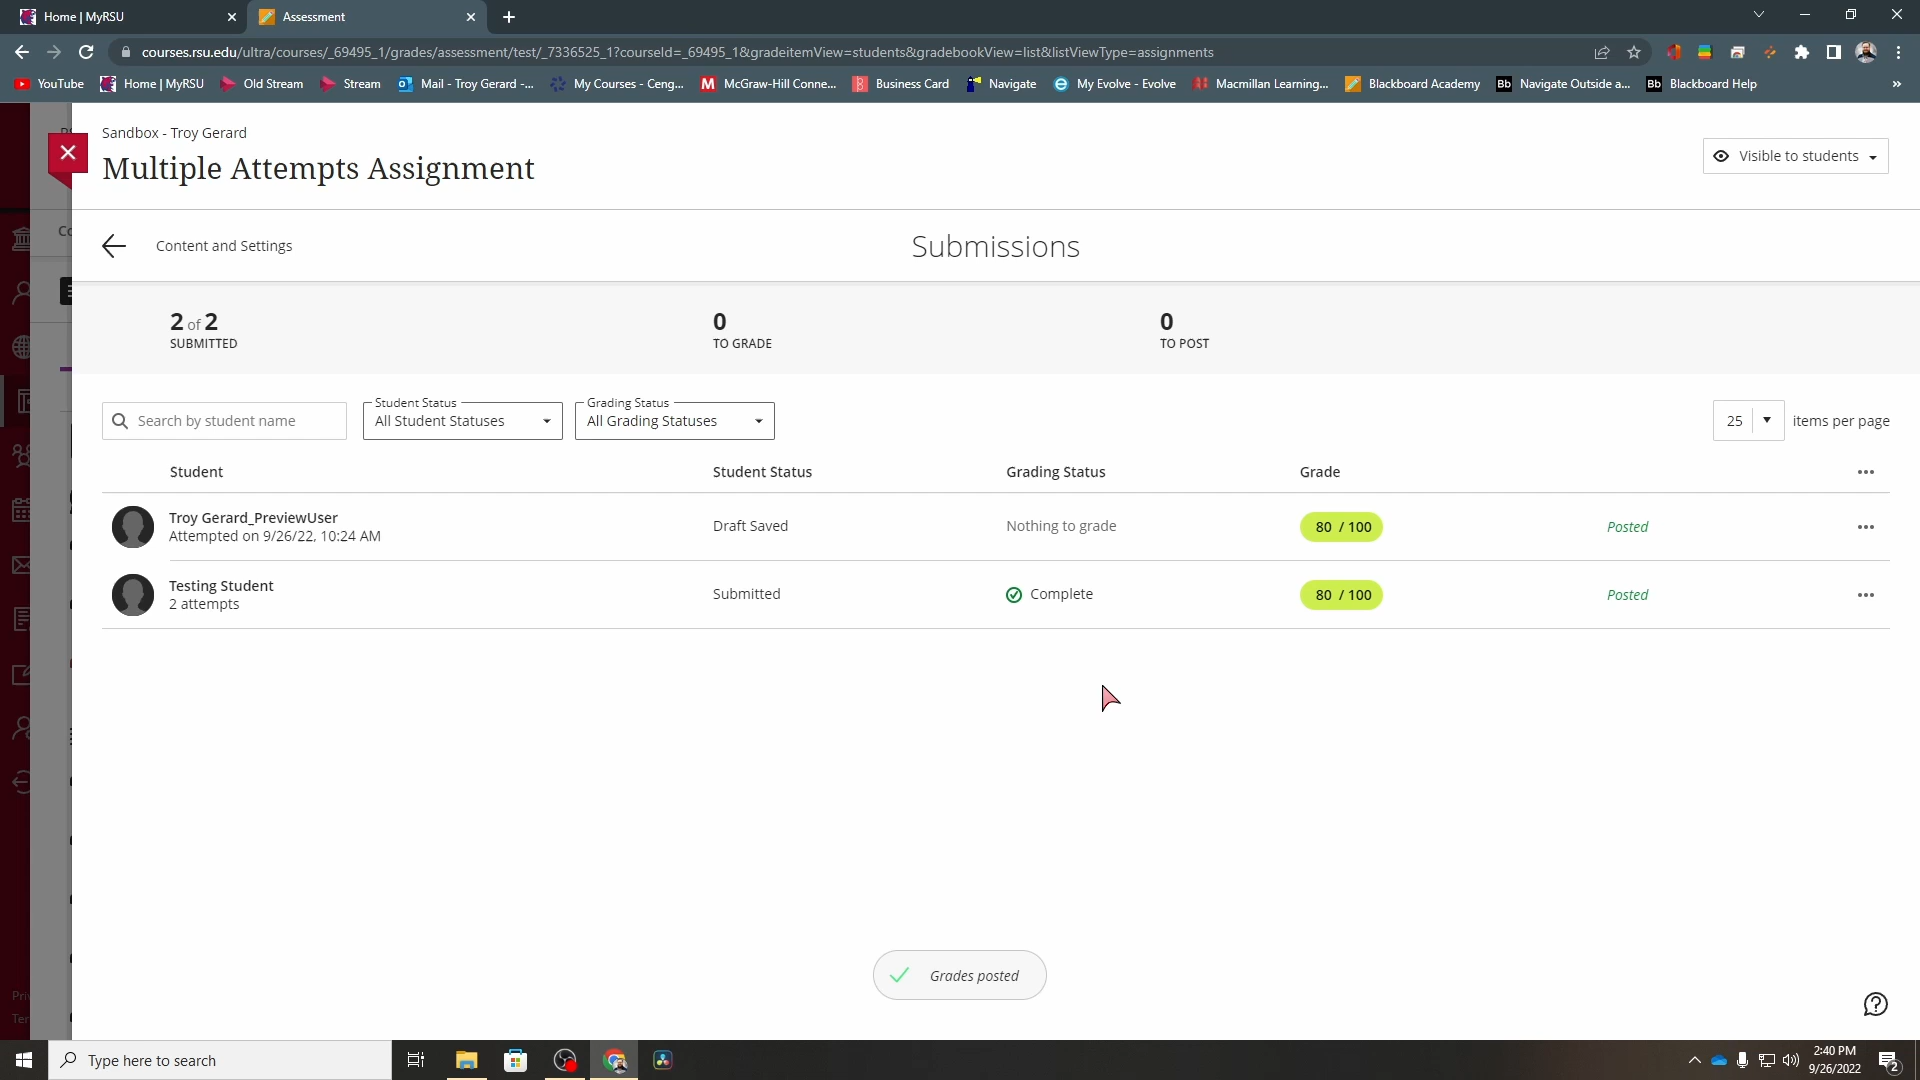 Home | MyRSU
Assessment
courses.rsu.edu/ultra/courses/_69495_1/grades/assessment/test/_7336525_1?courseId=_69495_1&gradeitemView=students&gradebookView=list&listViewType=assignments
YouTube Home | MyRSU Old Stream Stream Mail - Troy Gerard -... My Courses - Ceng... McGraw-Hill Conne... Business Card Navigate My Evolve - Evolve Macmillan Learning... Blackboard Academy Bb Navigate Outside a... Bb Blackboard Help »
Sandbox - Troy Gerard
Multiple Attempts Assignment
Visible to students
Content and Settings
Submissions
2 of 2
SUBMITTED
0
TO GRADE
0
TO POST
Search by student name
Student Status
All Student Statuses
Grading Status
All Grading Statuses
25 items per page
Student Student Status Grading Status Grade
Troy Gerard_PreviewUser
Attempted on 9/26/22, 10:24 AM
Draft Saved Nothing to grade 80 / 100 Posted
Testing Student
2 attempts
Submitted Complete 80 / 100 Posted
Grades posted
Type here to search
2:40 PM
9/26/2022
2